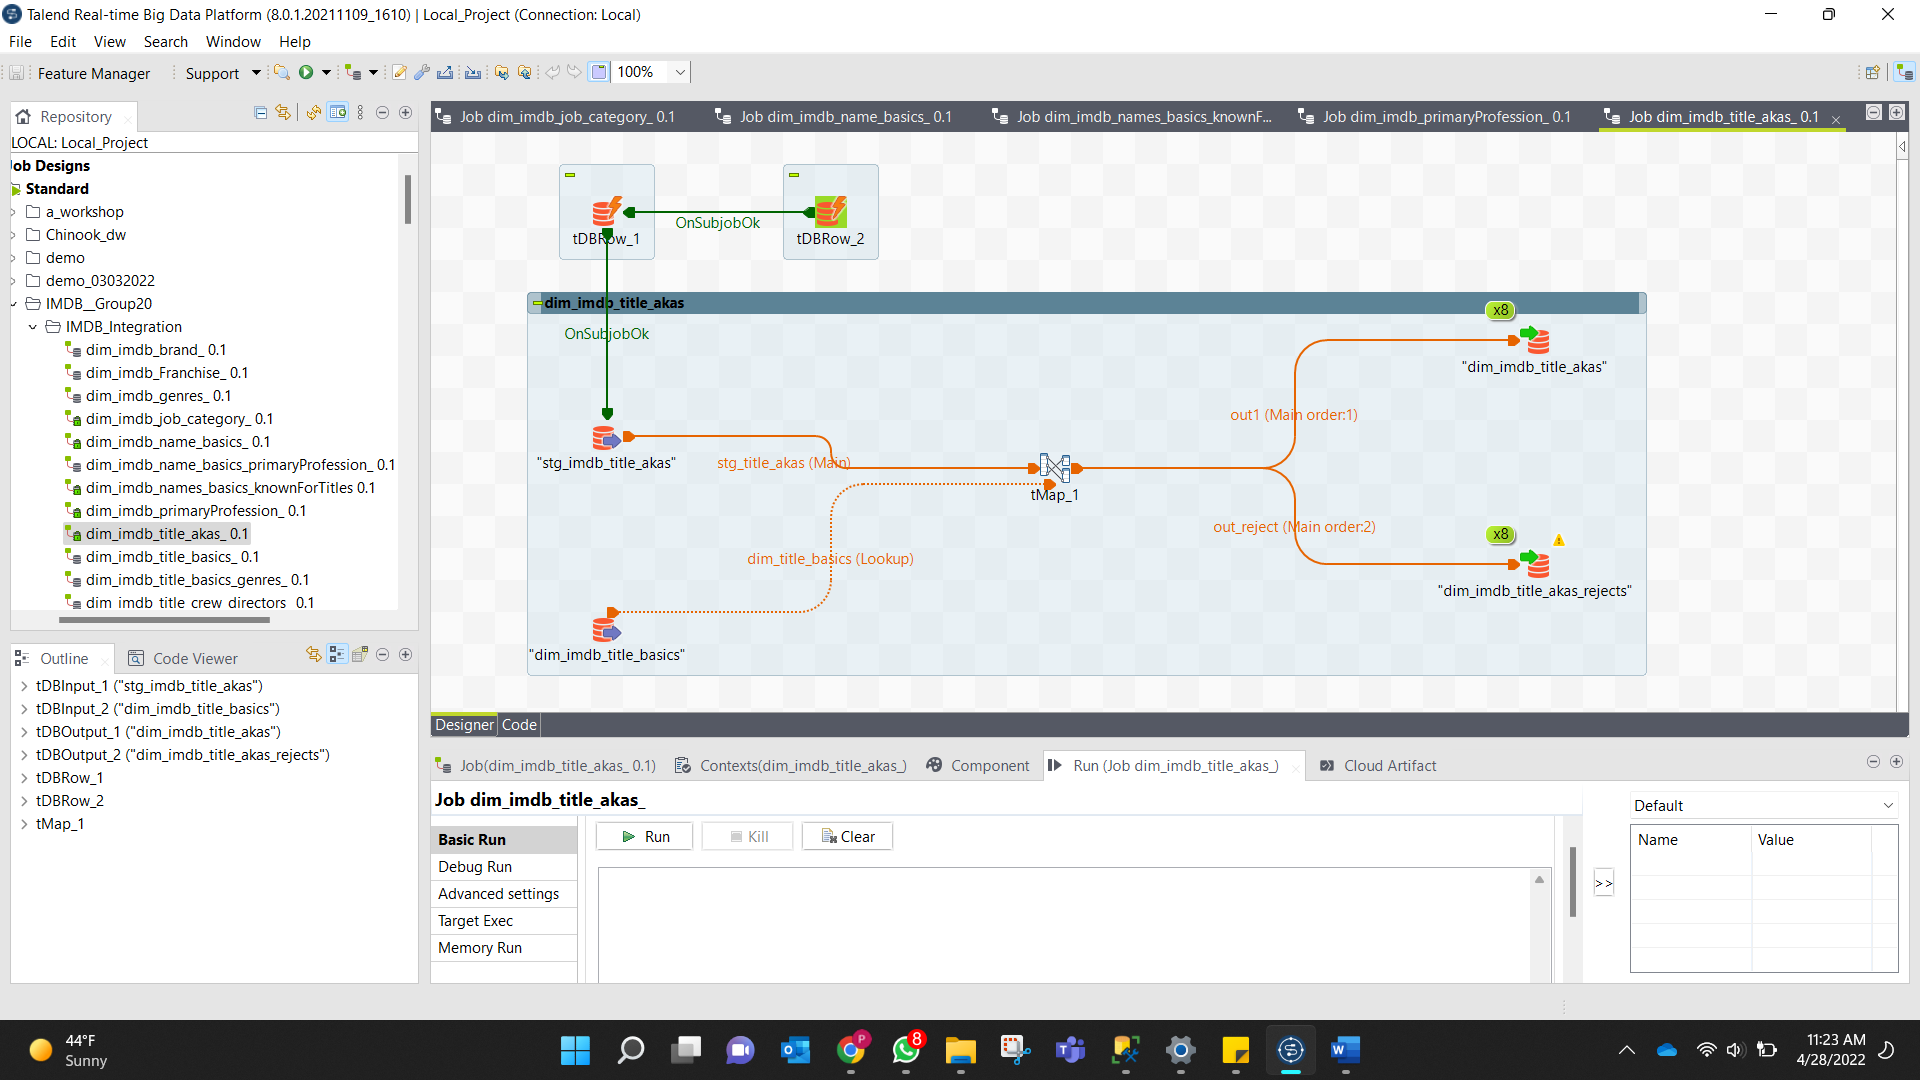 Talend Real-time Big Data Platform (8.0.1.20211109_1610) | Local_Project (Connection: Local)
File Edit View Search Window Help
Feature Manager Support 100%
Repository
LOCAL: Local_Project
Job Designs
Standard
a_workshop
Chinook_dw
demo
demo_03032022
IMDB__Group20
IMDB_Integration
dim_imdb_brand_ 0.1
dim_imdb_Franchise_ 0.1
dim_imdb_genres_ 0.1
dim_imdb_job_category_ 0.1
dim_imdb_name_basics_ 0.1
dim_imdb_name_basics_primaryProfession_ 0.1
dim_imdb_names_basics_knownForTitles 0.1
dim_imdb_primaryProfession_ 0.1
dim_imdb_title_akas_ 0.1
dim_imdb_title_basics_ 0.1
dim_imdb_title_basics_genres_ 0.1
dim_imdb_title_crew_directors_ 0.1
Outline Code Viewer
tDBInput_1 ("stg_imdb_title_akas")
tDBInput_2 ("dim_imdb_title_basics")
tDBOutput_1 ("dim_imdb_title_akas")
tDBOutput_2 ("dim_imdb_title_akas_rejects")
tDBRow_1
tDBRow_2
tMap_1
Job dim_imdb_job_category_ 0.1 Job dim_imdb_name_basics_ 0.1 Job dim_imdb_names_basics_knownF... Job dim_imdb_primaryProfession_ 0.1 Job dim_imdb_title_akas_ 0.1
OnSubjobOk
tDBRow_1 tDBRow_2
dim_imdb_title_akas
x8
OnSubjobOk
"dim_imdb_title_akas"
out1 (Main order:1)
"stg_imdb_title_akas" stg_title_akas (Main)
tMap_1
out_reject (Main order:2)
x8
dim_title_basics (Lookup)
"dim_imdb_title_akas_rejects"
"dim_imdb_title_basics"
Designer Code
Job(dim_imdb_title_akas_ 0.1) Contexts(dim_imdb_title_akas_) Component Run (Job dim_imdb_title_akas_) Cloud Artifact
Job dim_imdb_title_akas_
Basic Run
Debug Run
Advanced settings
Target Exec
Memory Run
Run Kill Clear
>>
Default
Name Value
44°F
Sunny
P
8
11:23 AM
4/28/2022